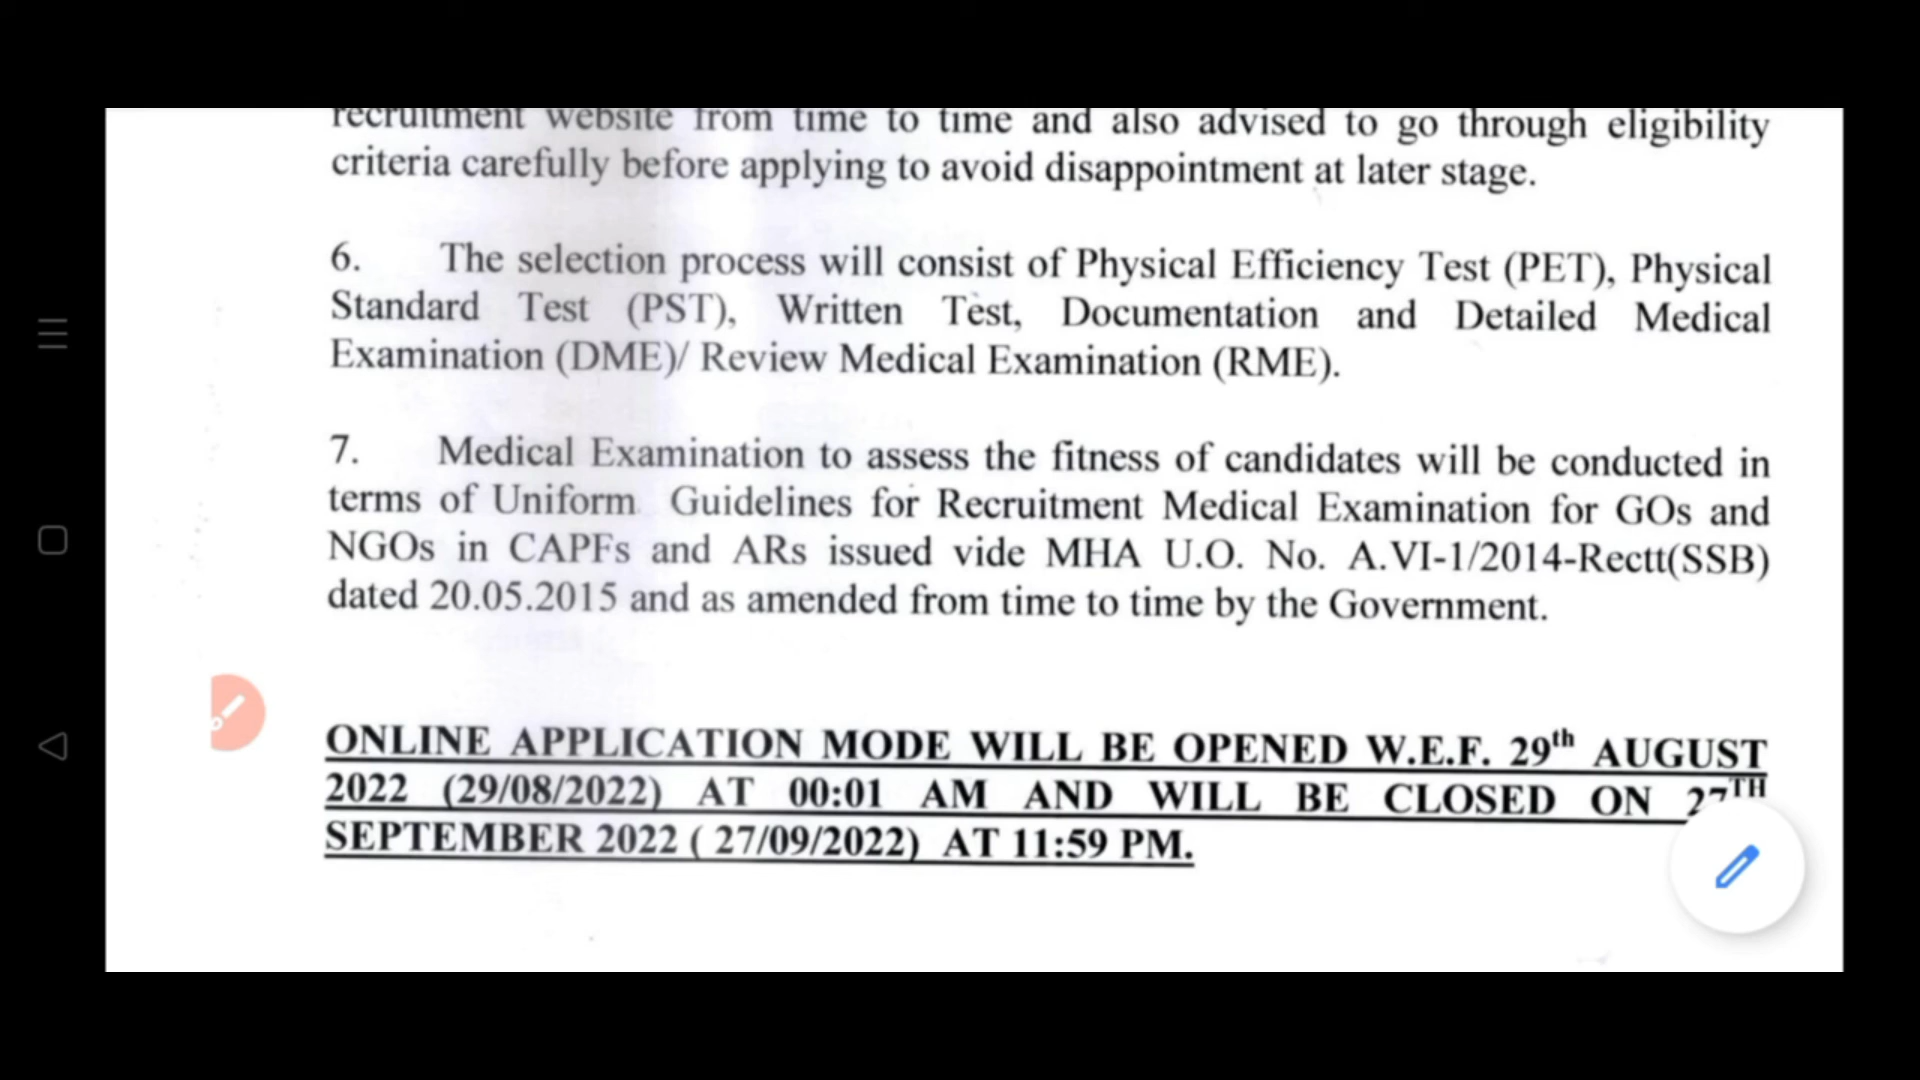 recruitment website from time to time and also advised to go through eligibility
criteria carefully before applying to avoid disappointment at later stage.
6. The selection process will consist of Physical Efficiency Test (PET), Physical
Standard Test (PST), Written Test, Documentation and Detailed Medical
Examination (DME)/ Review Medical Examination (RME).
7. Medical Examination to assess the fitness of candidates will be conducted in
terms of Uniform Guidelines for Recruitment Medical Examination for GOs and
NGOs in CAPFs and ARs issued vide MHA U.O. No. A.VI-1/2014-Rectt(SSB)
dated 20.05.2015 and as amended from time to time by the Government.
ONLINE APPLICATION MODE WILL BE OPENED W.E.F. 29th AUGUST
2022 (29/08/2022) AT 00:01 AM AND WILL BE CLOSED ON 27TH
SEPTEMBER 2022 ( 27/09/2022) AT 11:59 PM.